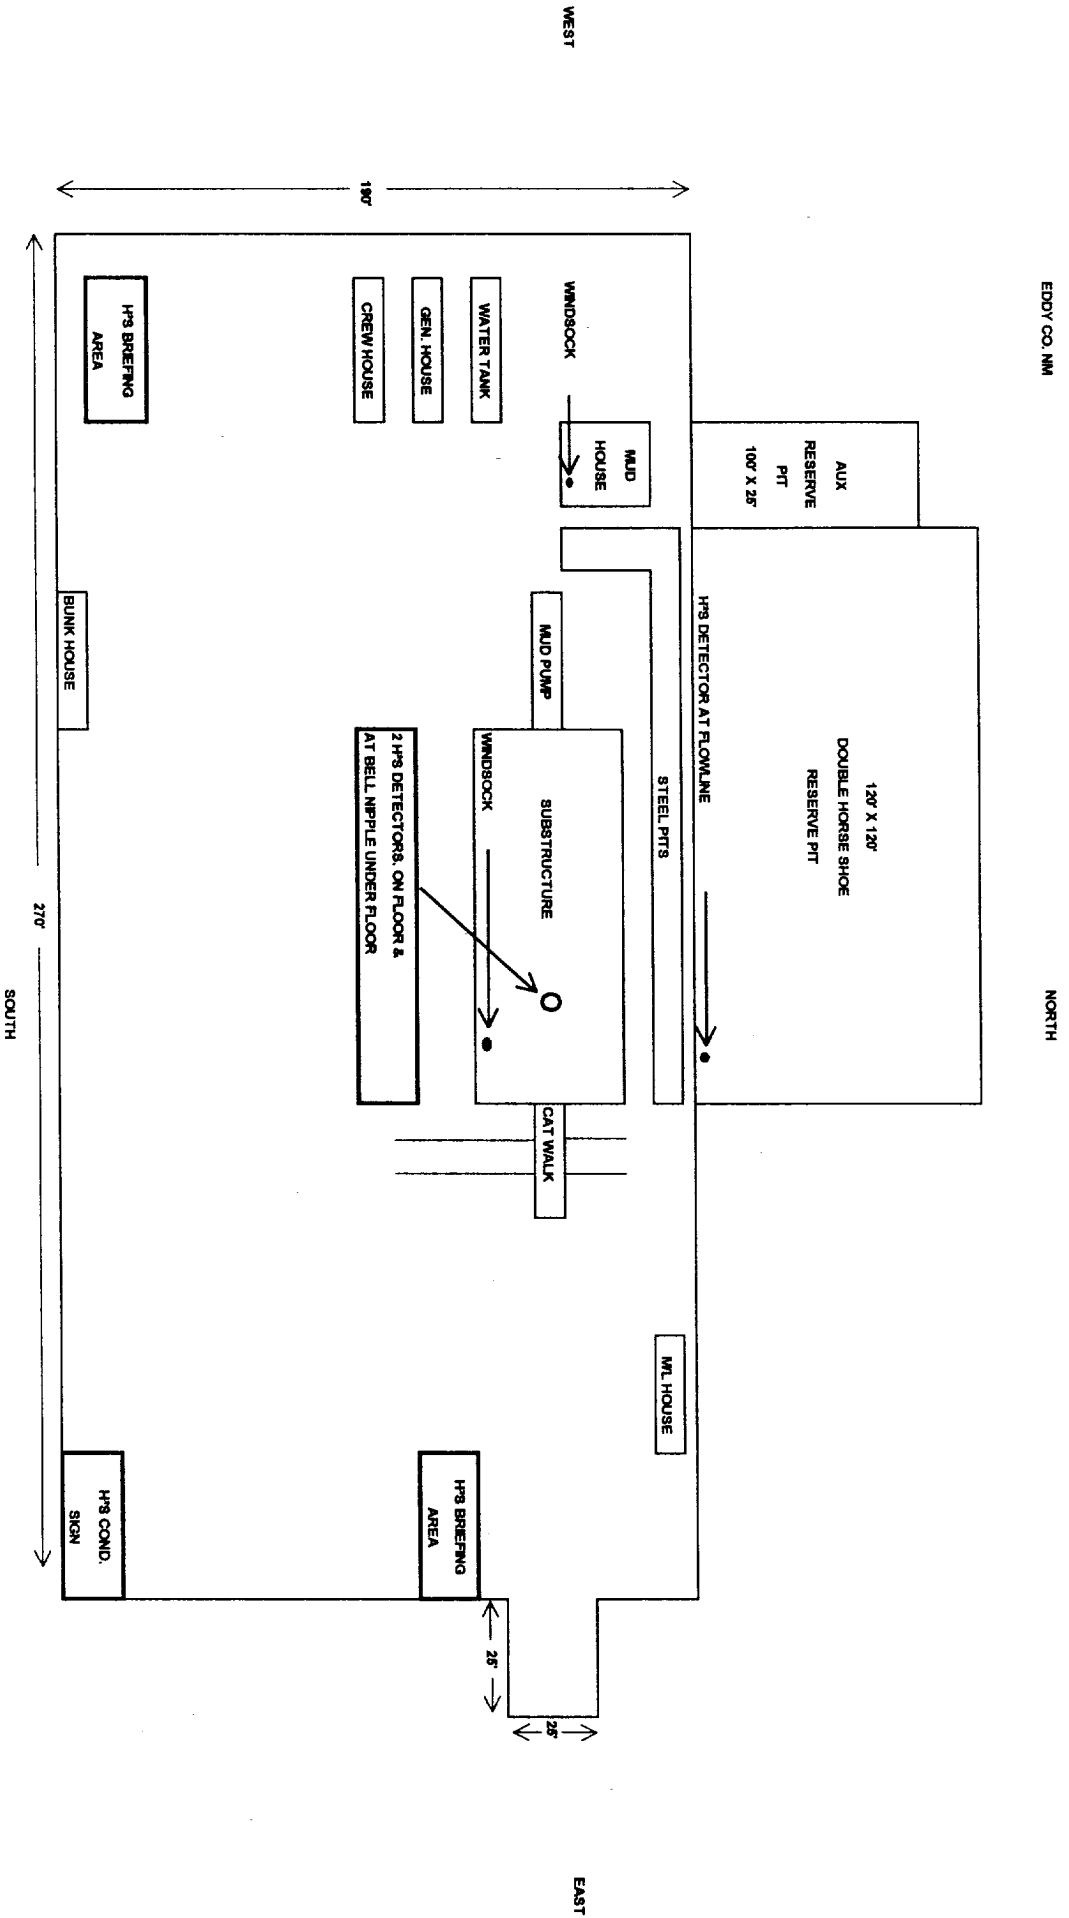 EDDY CO. NM
NORTH
AUX
RESERVE
PIT
100' X 25'
120' X 120'
DOUBLE HORSE SHOE
RESERVE PIT
H²S DETECTOR AT FLOWLINE
WEST
190'
WINDSOCK
MUD
HOUSE
STEEL PITS
M/L HOUSE
WATER TANK
GEN. HOUSE
CREW HOUSE
MUD PUMP
SUBSTRUCTURE
WINDSOCK
CAT WALK
2 H²S DETECTORS. ON FLOOR &
AT BELL NIPPLE UNDER FLOOR
H²S BRIEFING
AREA
25'
25'
EAST
H²S BRIEFING
AREA
BUNK HOUSE
H²S COND.
SIGN
270'
SOUTH